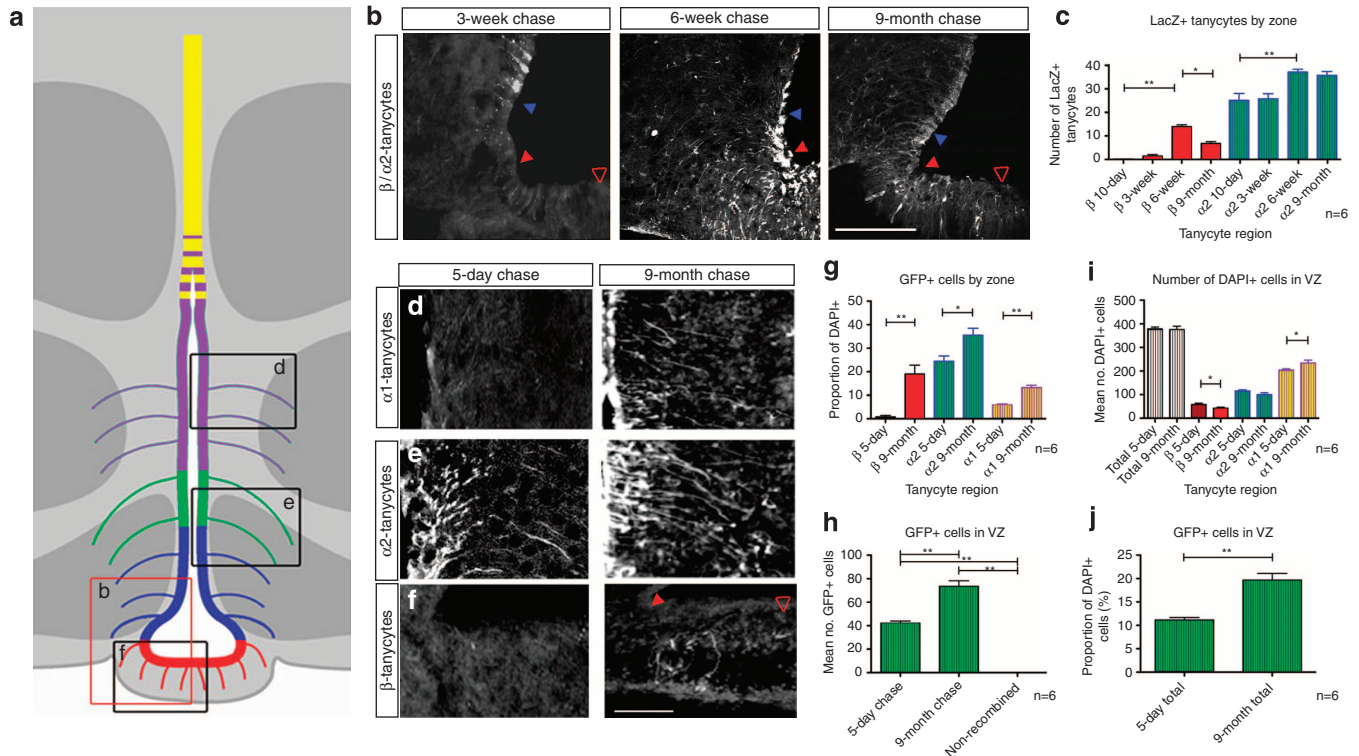 a
d
e
b
f
b
3-week chase
6-week chase
9-month chase
β/ α2-tanycytes
c
LacZ+ tanycytes by zone
Number of LacZ+
tanycytes
40
30
20
10
0
**
*
**
β 10-day
β 3-week
β 6-week
β 9-month
α2 10-day
α2 3-week
α2 6-week
α2 9-month
n=6
Tanycyte region
5-day chase
9-month chase
d
α1-tanycytes
e
α2-tanycytes
f
β-tanycytes
g
GFP+ cells by zone
Proportion of DAPI+
50
40
30
20
10
0
**
*
**
β 5-day
β 9-month
α2 5-day
α2 9-month
α1 5-day
α1 9-month
n=6
Tanycyte region
i
Number of DAPI+ cells in VZ
Mean no. DAPI+ cells
500
400
300
200
100
0
*
*
Total 5-day
Total 9-month
β 5-day
β 9-month
α2 5-day
α2 9-month
α1 5-day
α1 9-month
n=6
Tanycyte region
h
GFP+ cells in VZ
Mean no. GFP+ cells
100
80
60
40
20
0
**
**
**
5-day chase
9-month chase
Non-recombined
n=6
j
GFP+ cells in VZ
Proportion of DAPI+
cells (%)
25
20
15
10
5
0
**
5-day total
9-month total
n=6